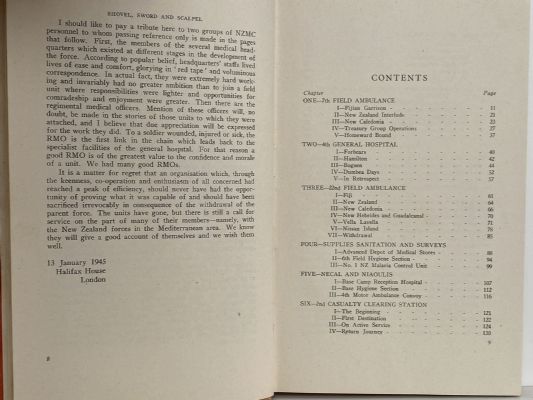 SHOVEL, SWORD AND SCALPEL
I should like to pay a tribute here to two groups of NZMC
personnel to whom passing reference only is made in the pages
that follow. First, the members of the several medical head-
quarters which existed at different stages in the development of
the force. According to popular belief, headquarters' staffs lived
lives of ease and comfort, glorying in 'red tape' and voluminous
correspondence. In actual fact, they were extremely hard work-
ing and invariably had no greater ambition than to join a field
unit where responsibilities were lighter and opportunities for
comradeship and enjoyment were greater. Then there are the
regimental medical officers. Mention of these officers will, no
doubt, be made in the stories of those units to which they were
attached, and I believe that due appreciation will be expressed
for the work they did. To a soldier wounded, injured or sick, the
RMO is the first link in the chain which leads back to the
specialist facilities of the general hospital. For that reason a
good RMO is of the greatest value to the confidence and morale
of a unit. We had many good RMOs.
It is a matter for regret that an organisation which, through
the keenness, co-operation and enthusiasm of all concerned had
reached a peak of efficiency, should never have had the oppor-
tunity of proving what it was capable of and should have been
sacrificed irrevocably in consequence of the withdrawal of the
parent force. The units have gone, but there is still a call for
service on the part of many of their members—namely, with
the New Zealand forces in the Mediterranean area. We know
they will give a good account of themselves and we wish them
well.
13 January 1945
Halifax House
London
8
CONTENTS
Chapter Page
ONE—7th FIELD AMBULANCE
I—Fijian Garrison - 11
II—New Zealand Interlude - 21
III—New Caledonia - 23
IV—Treasury Group Operations - 27
V—Homeward Bound - 37
TWO—4th GENERAL HOSPITAL
I—Forbears - 40
II—Hamilton - 42
III—Boguen - 44
IV—Dumbea Days - 52
V—In Retrospect - 57
THREE—22nd FIELD AMBULANCE
I—Fiji - 61
II—New Zealand - 64
III—New Caledonia - 66
IV—New Hebrides and Guadalcanal - 70
V—Vella Lavella - 71
VI—Nissan Island - 78
VII—Withdrawal - 85
FOUR—SUPPLIES SANITATION AND SURVEYS
I—Advanced Depot of Medical Stores - 88
II—6th Field Hygiene Section - 94
III—No. 1 NZ Malaria Control Unit - 99
FIVE—NECAL AND NIAOULIS
I—Base Camp Reception Hospital - 107
II—Base Hygiene Section - 112
III—4th Motor Ambulance Convoy - 116
SIX—2nd CASUALTY CLEARING STATION
I—The Beginning - 121
II—First Destination - 122
III—On Active Service - 124
IV—Return Journey - 133
9